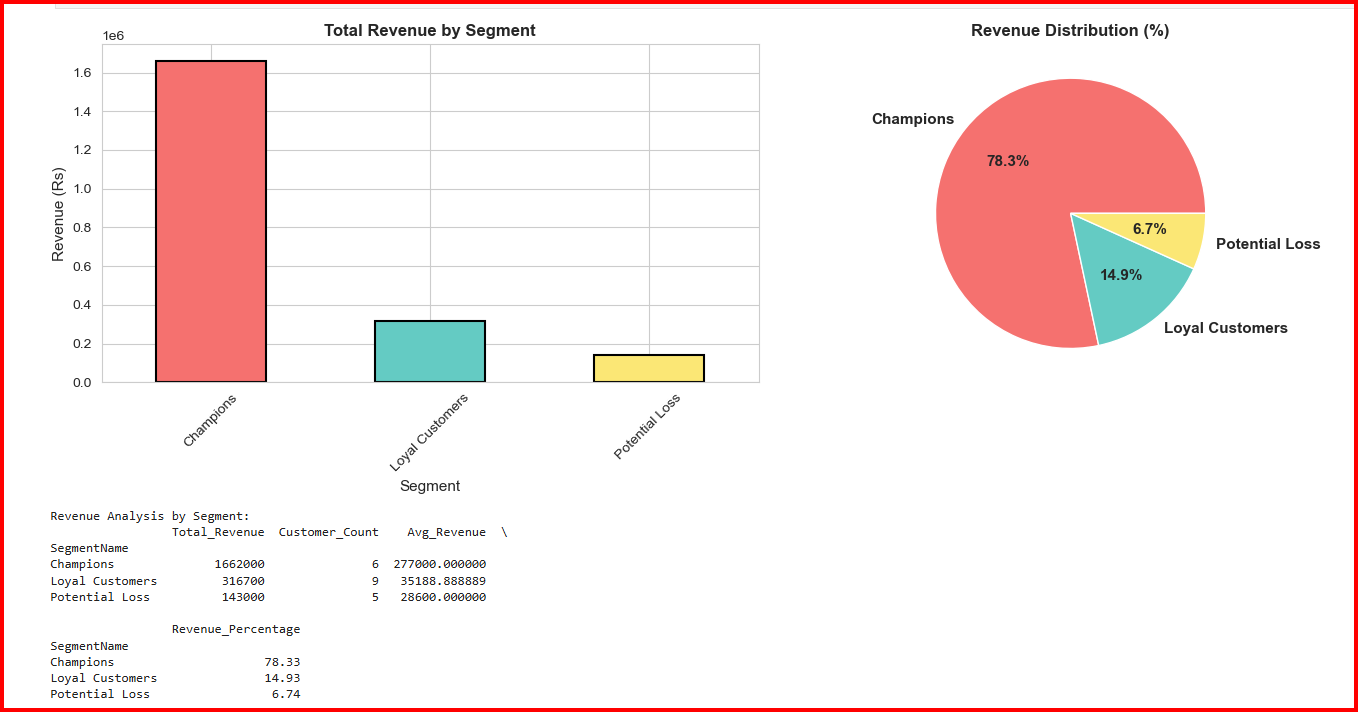 Total Revenue by Segment
1e6
Revenue (Rs)
1.6
1.4
1.2
1.0
0.8
0.6
0.4
0.2
0.0
Champions
Loyal Customers
Potential Loss
Segment
Revenue Distribution (%)
Champions
78.3%
6.7%
Potential Loss
14.9%
Loyal Customers
Revenue Analysis by Segment:
Total_Revenue  Customer_Count  Avg_Revenue  \
SegmentName
Champions  1662000  6  277000.000000
Loyal Customers  316700  9  35188.888889
Potential Loss  143000  5  28600.000000
Revenue_Percentage
SegmentName
Champions  78.33
Loyal Customers  14.93
Potential Loss  6.74